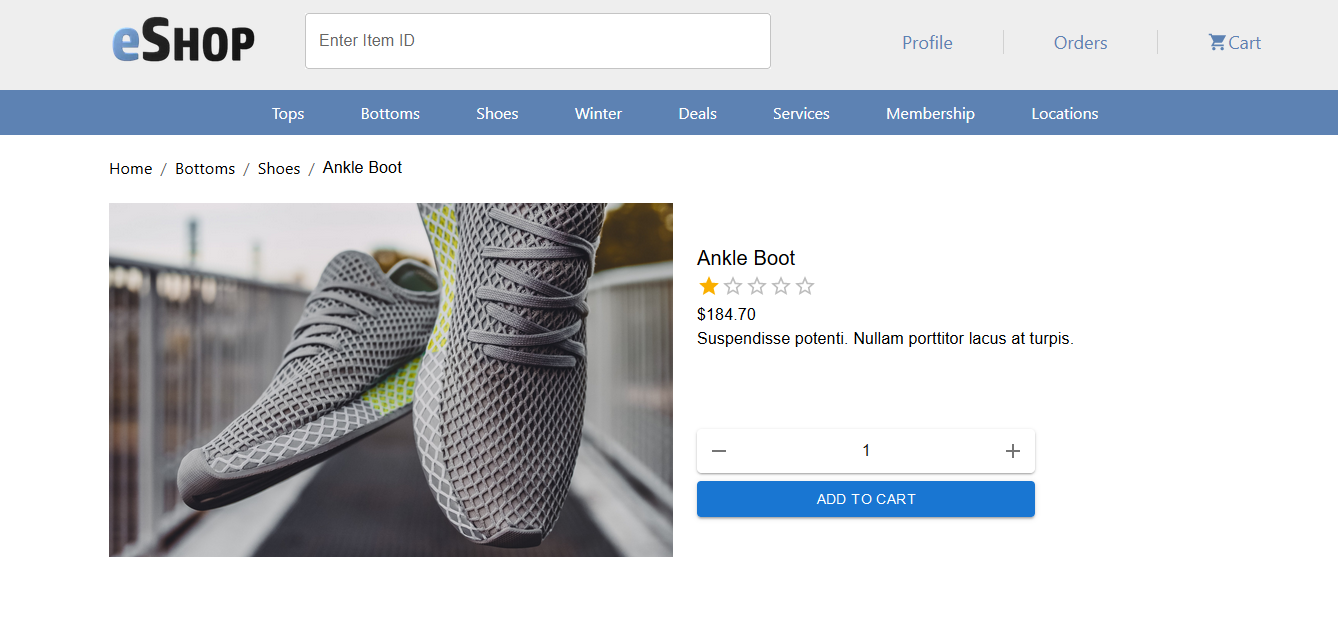 eShop
Enter Item ID
Profile
Orders
Cart
Tops Bottoms Shoes Winter Deals Services Membership Locations
Home / Bottoms / Shoes / Ankle Boot
Ankle Boot
$184.70
Suspendisse potenti. Nullam porttitor lacus at turpis.
1
ADD TO CART